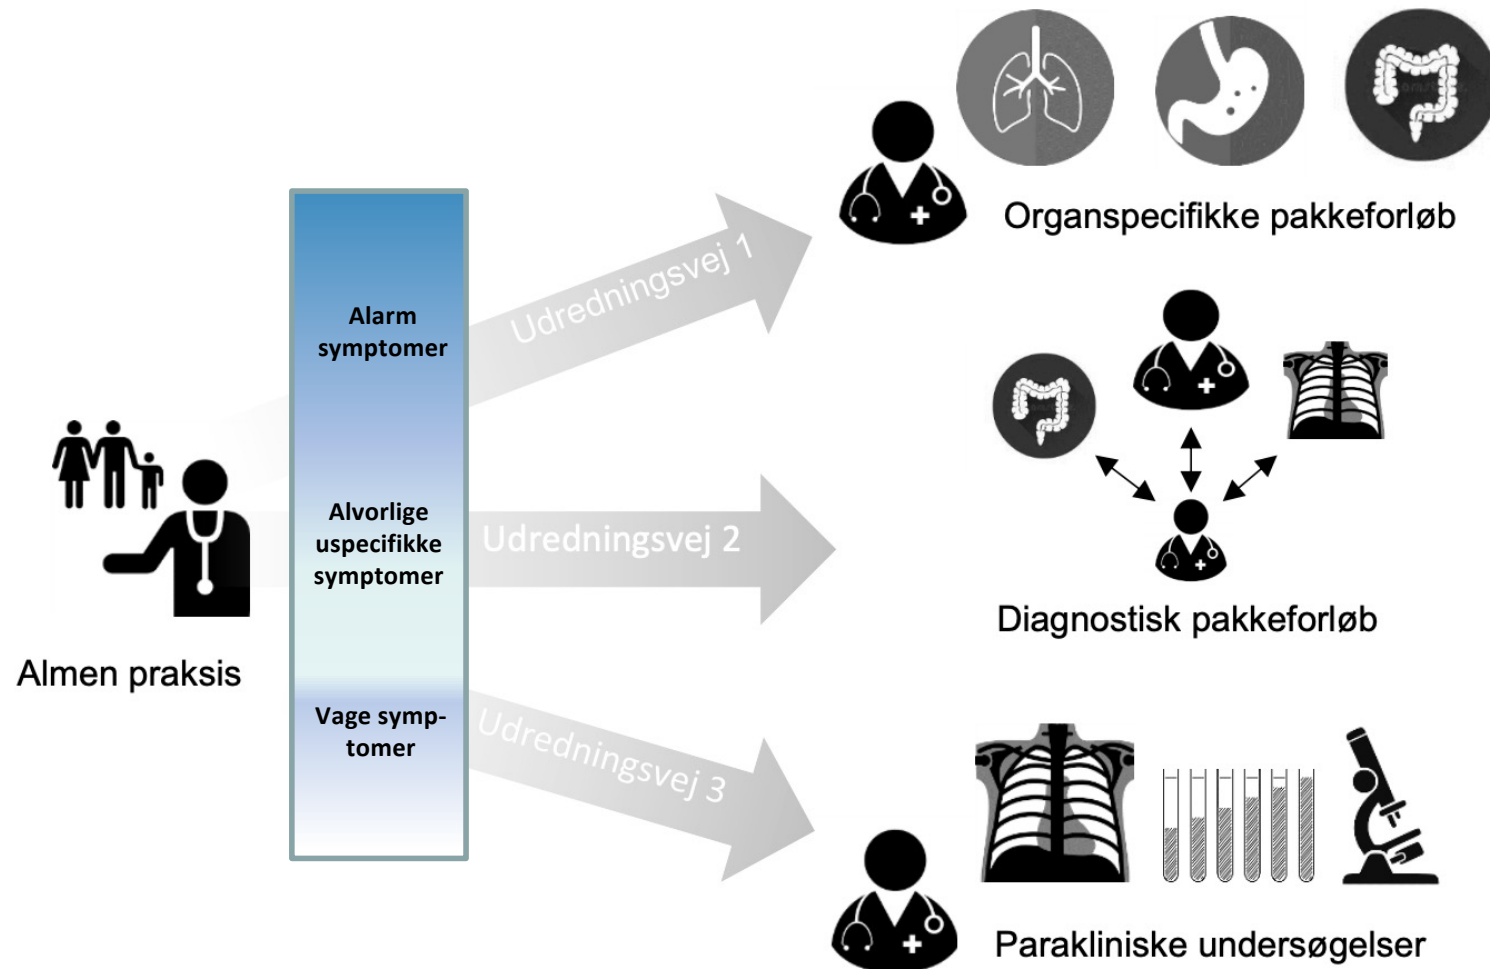 Almen praksis
Alarm
symptomer
Alvorlige
uspecifikke
symptomer
Vage symp-
tomer
Udredningsvej 1
Udredningsvej 2
Udredningsvej 3
Organspecifikke pakkeforløb
Diagnostisk pakkeforløb
Parakliniske undersøgelser